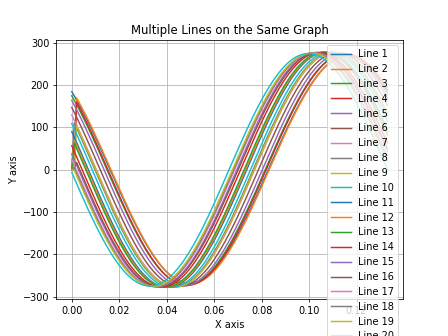 Multiple Lines on the Same Graph
Y axis
300
200
100
0
−100
−200
−300
0.00
0.02
0.04
0.06
0.08
0.10
X axis
Line 1
Line 2
Line 3
Line 4
Line 5
Line 6
Line 7
Line 8
Line 9
Line 10
Line 11
Line 12
Line 13
Line 14
Line 15
Line 16
Line 17
Line 18
Line 19
Line 20